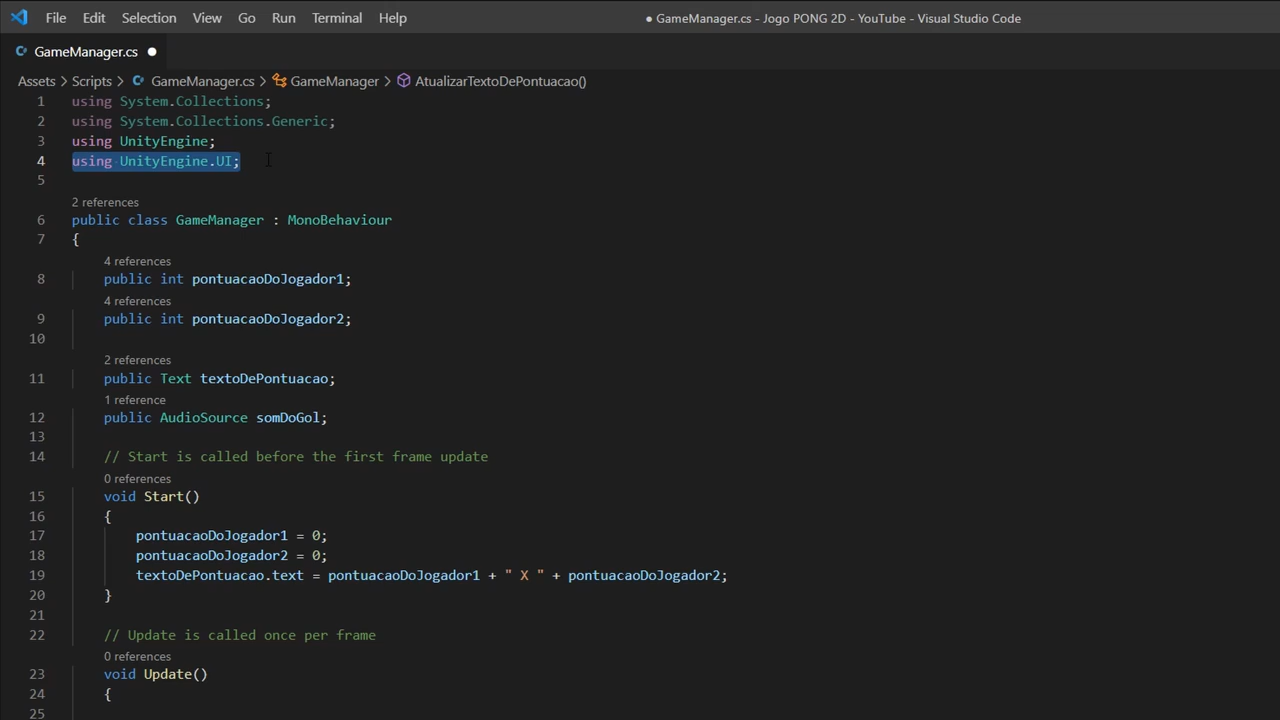 File Edit Selection View Go Run Terminal Help ● GameManager.cs - Jogo PONG 2D - YouTube - Visual Studio Code
GameManager.cs ●
Assets > Scripts > GameManager.cs > GameManager > AtualizarTextoDePontuacao()
1 using System.Collections;
2 using System.Collections.Generic;
3 using UnityEngine;
4 using UnityEngine.UI;
5
2 references
6 public class GameManager : MonoBehaviour
7 {
4 references
8 public int pontuacaoDoJogador1;
4 references
9 public int pontuacaoDoJogador2;
10
2 references
11 public Text textoDePontuacao;
1 reference
12 public AudioSource somDoGol;
13
14 // Start is called before the first frame update
0 references
15 void Start()
16 {
17 pontuacaoDoJogador1 = 0;
18 pontuacaoDoJogador2 = 0;
19 textoDePontuacao.text = pontuacaoDoJogador1 + " X " + pontuacaoDoJogador2;
20 }
21
22 // Update is called once per frame
0 references
23 void Update()
24 {
25